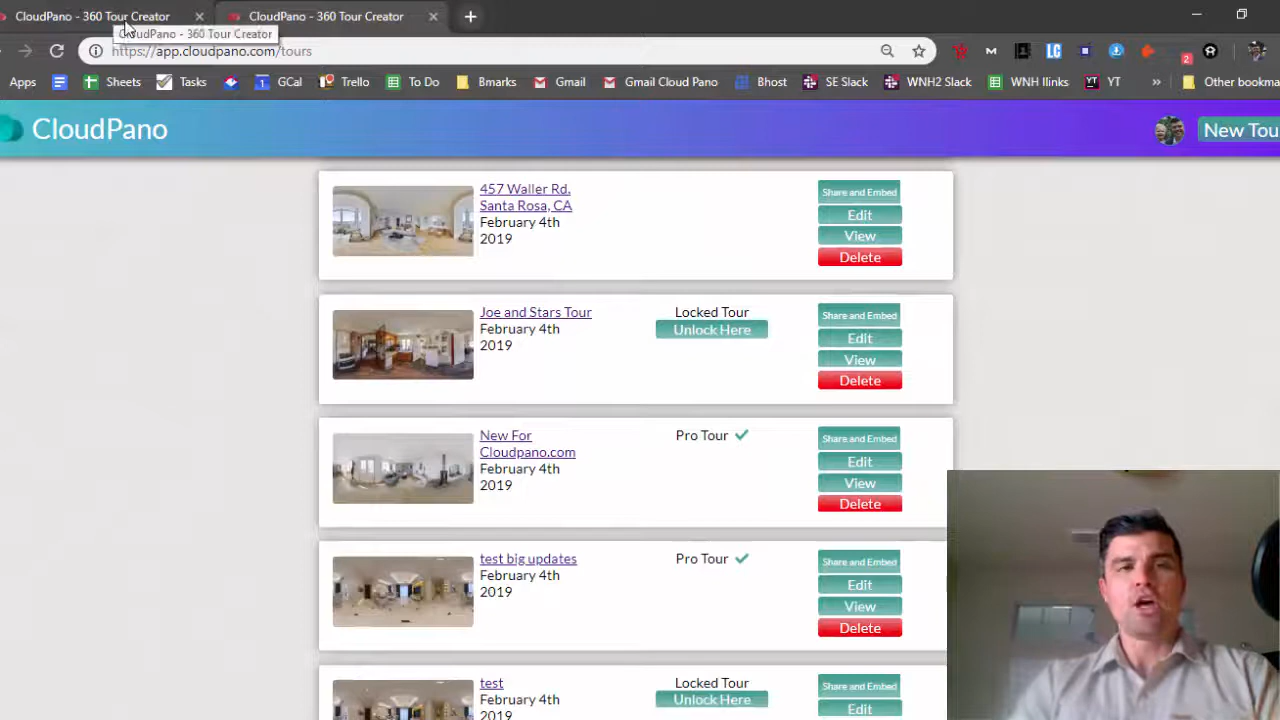 CloudPano - 360 Tour Creator
CloudPano - 360 Tour Creator
CloudPano - 360 Tour Creator
https://app.cloudpano.com/tours
2
Apps
Sheets
Tasks
1
GCal
Trello
To Do
Bmarks
Gmail
Gmail Cloud Pano
Bhost
SE Slack
WNH2 Slack
WNH Ilinks
YT
YT
»
Other bookma
M
LC
CloudPano
New Tou
457 Waller Rd.
Santa Rosa, CA
February 4th
2019
Share and Embed
Edit
View
Delete
Joe and Stars Tour
February 4th
2019
Locked Tour
Unlock Here
Share and Embed
Edit
View
Delete
New For
Cloudpano.com
February 4th
2019
Pro Tour
Share and Embed
Edit
View
Delete
test big updates
February 4th
2019
Pro Tour
Share and Embed
Edit
View
Delete
test
February 4th
2019
Locked Tour
Unlock Here
Share and Embed
Edit